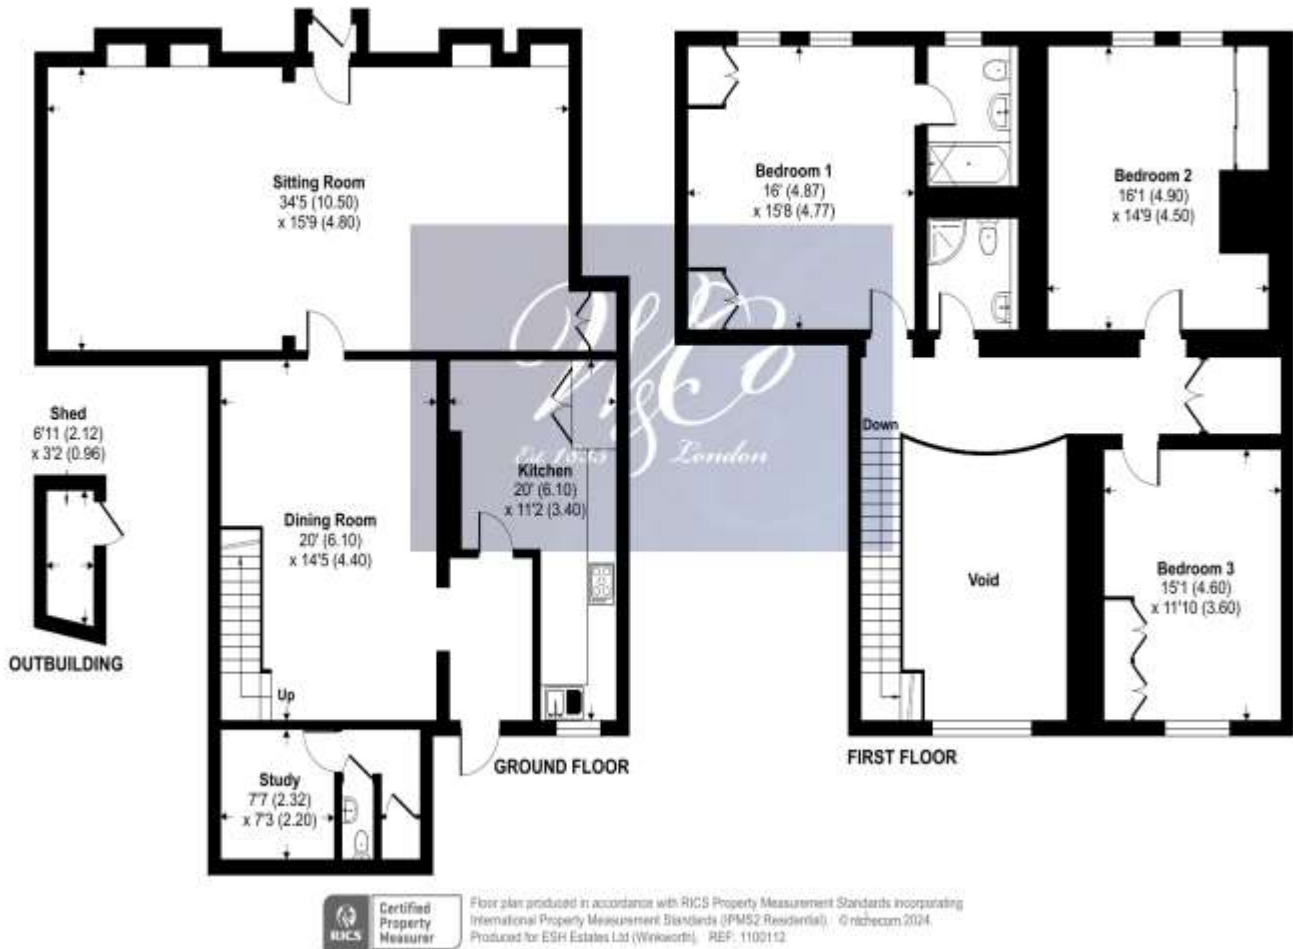 Sitting Room
34'5 (10.50)
x 15'9 (4.80)
Bedroom 1
16' (4.87)
x 15'8 (4.77)
Bedroom 2
16'1 (4.90)
x 14'9 (4.50)
W&Co
Est. 1835 London
Shed
6'11 (2.12)
x 3'2 (0.96)
OUTBUILDING
Dining Room
20' (6.10)
x 14'5 (4.40)
Up
Kitchen
20' (6.10)
x 11'2 (3.40)
Down
Void
Bedroom 3
15'1 (4.60)
x 11'10 (3.60)
Study
7'7 (2.32)
x 7'3 (2.20)
GROUND FLOOR
FIRST FLOOR
RICS
Certified
Property
Measurer
Floor plan produced in accordance with RICS Property Measurement Standards incorporating
International Property Measurement Standards (IPMS2 Residential). © nichecom 2024.
Produced for ESH Estates Ltd (Winkworth). REF: 1100112